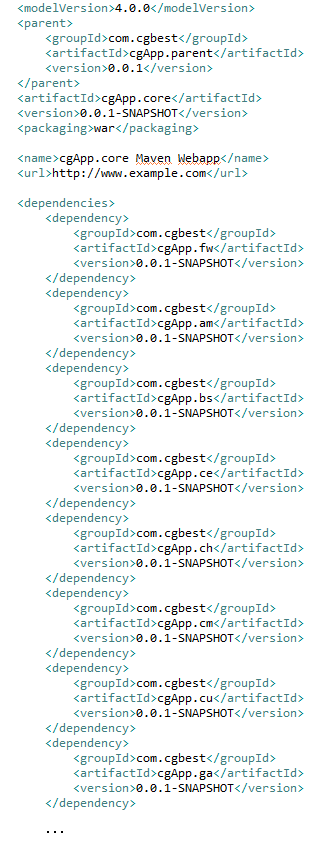 <modelVersion>4.0.0</modelVersion>
<parent>
<groupId>com.cgbest</groupId>
<artifactId>cgApp.parent</artifactId>
<version>0.0.1</version>
</parent>
<artifactId>cgApp.core</artifactId>
<version>0.0.1-SNAPSHOT</version>
<packaging>war</packaging>
<name>cgApp.core Maven Webapp</name>
<url>http://www.example.com</url>
<dependencies>
<dependency>
<groupId>com.cgbest</groupId>
<artifactId>cgApp.fw</artifactId>
<version>0.0.1-SNAPSHOT</version>
</dependency>
<dependency>
<groupId>com.cgbest</groupId>
<artifactId>cgApp.am</artifactId>
<version>0.0.1-SNAPSHOT</version>
</dependency>
<dependency>
<groupId>com.cgbest</groupId>
<artifactId>cgApp.bs</artifactId>
<version>0.0.1-SNAPSHOT</version>
</dependency>
<dependency>
<groupId>com.cgbest</groupId>
<artifactId>cgApp.ce</artifactId>
<version>0.0.1-SNAPSHOT</version>
</dependency>
<dependency>
<groupId>com.cgbest</groupId>
<artifactId>cgApp.ch</artifactId>
<version>0.0.1-SNAPSHOT</version>
</dependency>
<dependency>
<groupId>com.cgbest</groupId>
<artifactId>cgApp.cm</artifactId>
<version>0.0.1-SNAPSHOT</version>
</dependency>
<dependency>
<groupId>com.cgbest</groupId>
<artifactId>cgApp.cu</artifactId>
<version>0.0.1-SNAPSHOT</version>
</dependency>
<dependency>
<groupId>com.cgbest</groupId>
<artifactId>cgApp.ga</artifactId>
<version>0.0.1-SNAPSHOT</version>
</dependency>
...